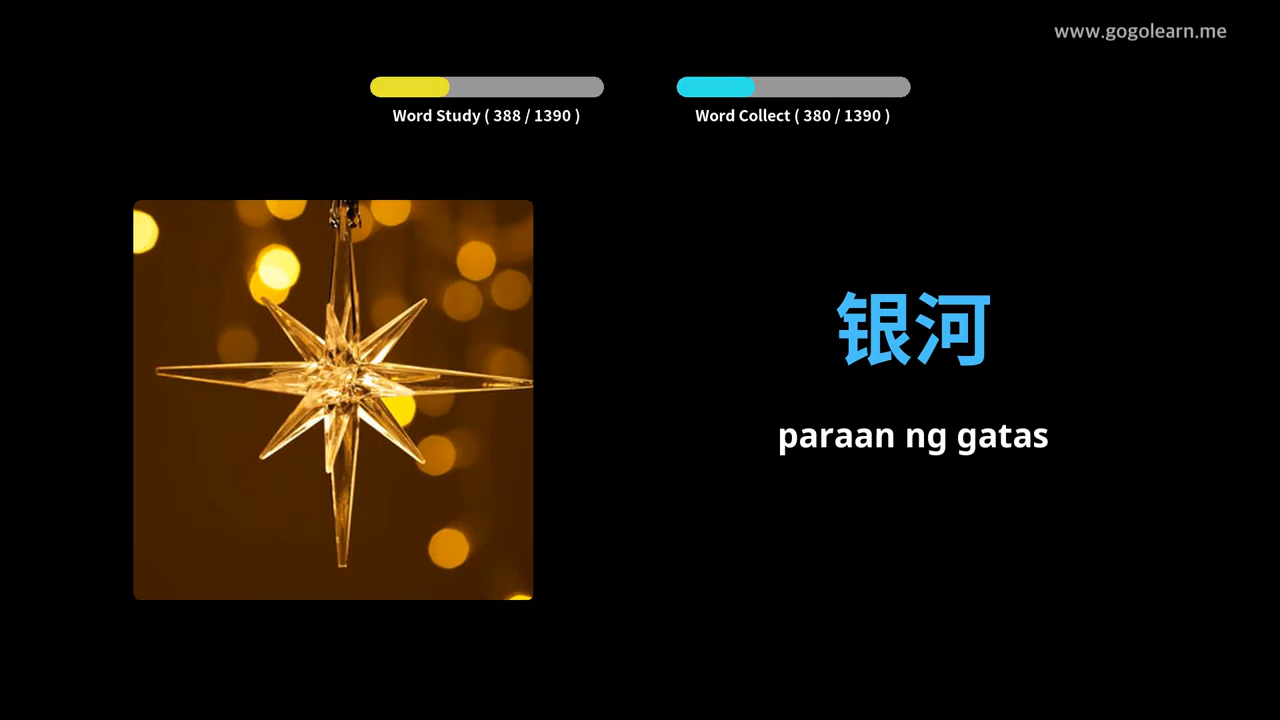 www.gogolearn.me
Word Study ( 388 / 1390 )
Word Collect ( 380 / 1390 )
银河
paraan ng gatas